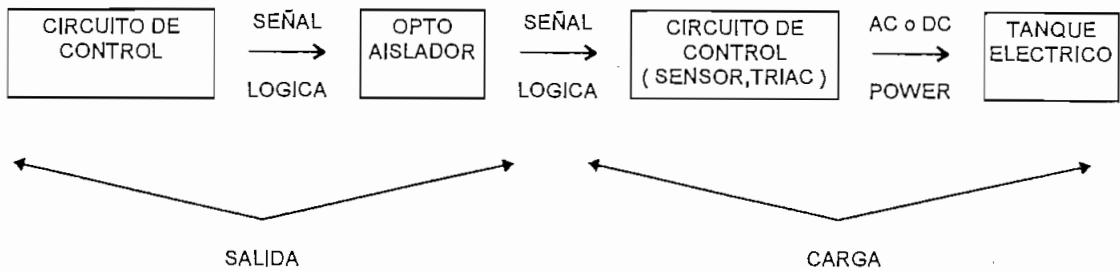 CIRCUITO DE
CONTROL
SEÑAL
LOGICA
OPTO
AISLADOR
SEÑAL
LOGICA
CIRCUITO DE
CONTROL
( SENSOR,TRIAC )
AC o DC
POWER
TANQUE
ELECTRICO
SALIDA
CARGA